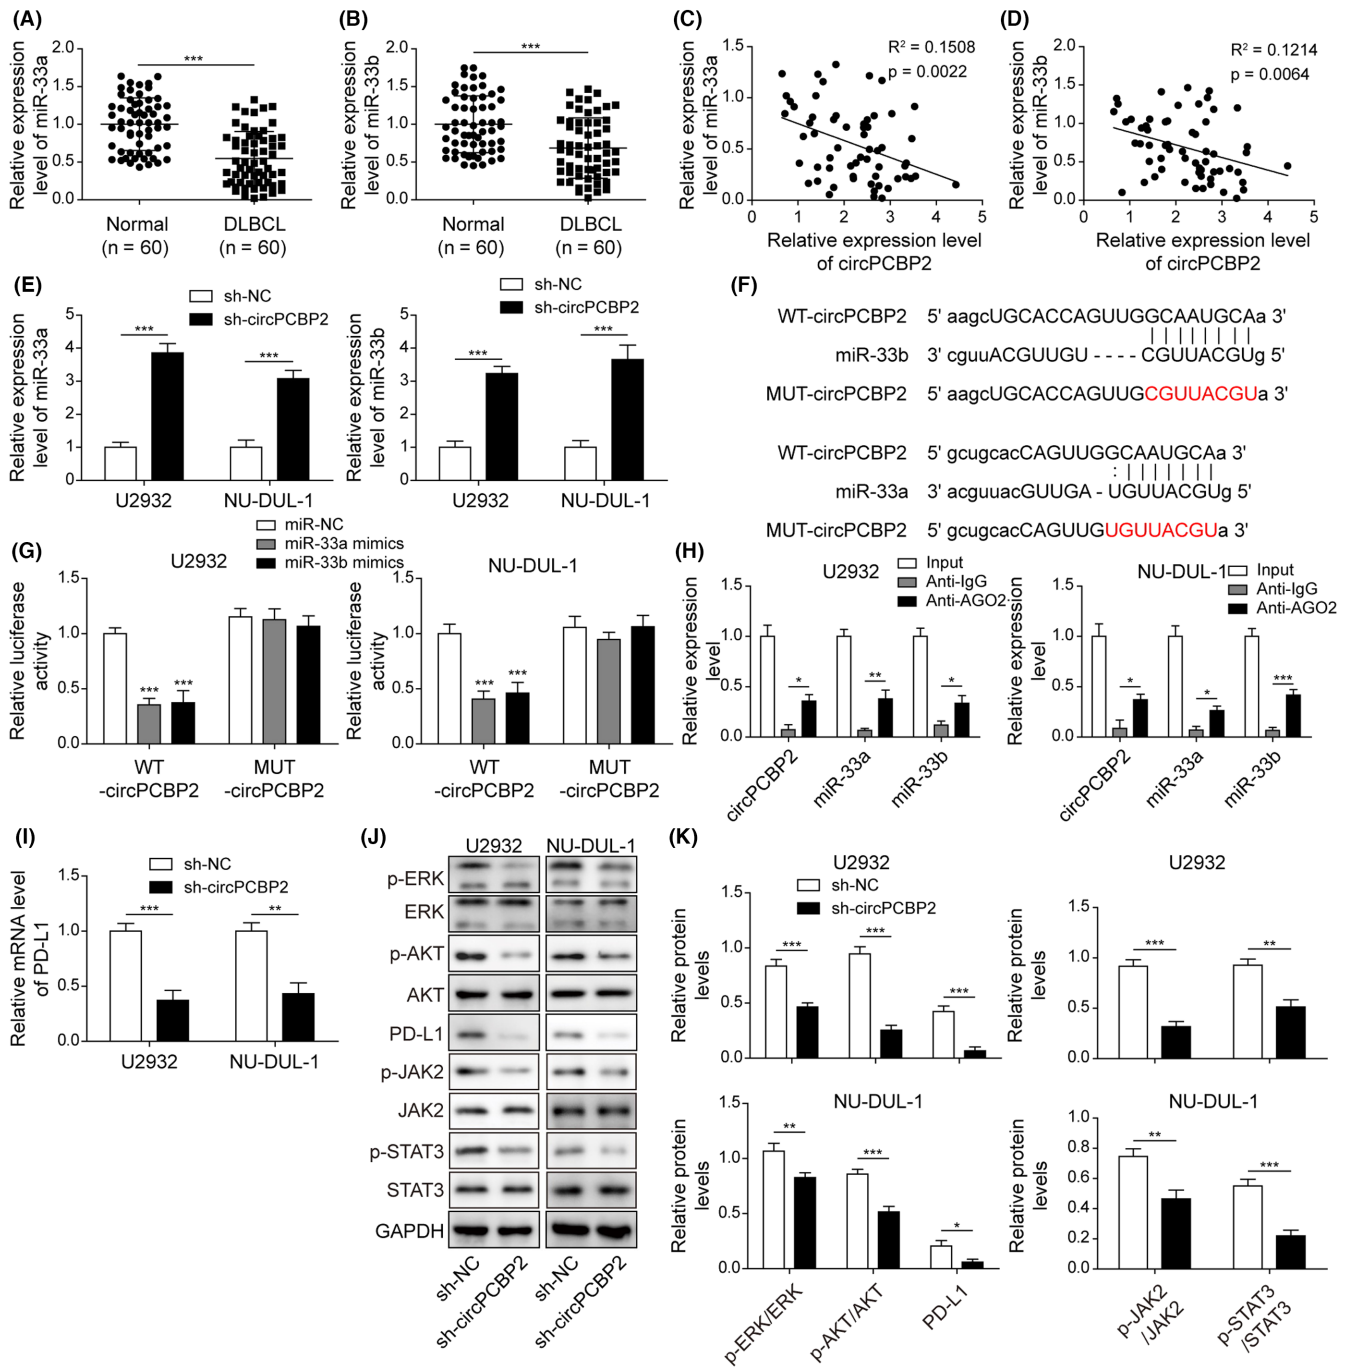 (A)
Relative expression
level of miR-33a
2.0
1.5
1.0
0.5
0.0
***
Normal
(n = 60)
DLBCL
(n = 60)
(B)
Relative expression
level of miR-33b
2.0
1.5
1.0
0.5
0.0
***
Normal
(n = 60)
DLBCL
(n = 60)
(C)
Relative expression
level of miR-33a
1.5
1.0
0.5
0.0
R² = 0.1508
p = 0.0022
0 1 2 3 4 5
Relative expression level
of circPCBP2
(D)
Relative expression
level of miR-33b
2.0
1.5
1.0
0.5
0.0
R² = 0.1214
p = 0.0064
0 1 2 3 4 5
Relative expression level
of circPCBP2
(E)
sh-NC
sh-circPCBP2
Relative expression
level of miR-33a
5
4
3
2
1
0
***
***
U2932
NU-DUL-1
sh-NC
sh-circPCBP2
Relative expression
level of miR-33b
5
4
3
2
1
0
***
***
U2932
NU-DUL-1
(F)
WT-circPCBP2 5' aagcUGCACCAGUUGGCAAUGCAa 3'
miR-33b 3' cguuACGUUGU - - - - CGUUACGUg 5'
MUT-circPCBP2 5' aagcUGCACCAGUUGCGUUACGUa 3'
WT-circPCBP2 5' gcugcacCAGUUGGCAAUGCAa 3'
:
miR-33a 3' acguuacGUUGA - UGUUACGUg 5'
MUT-circPCBP2 5' gcugcacCAGUUGUGUUACGUa 3'
(G)
miR-NC
miR-33a mimics
miR-33b mimics
U2932
Relative luciferase
activity
1.5
1.0
0.5
0.0
*** ***
WT
-circPCBP2
MUT
-circPCBP2
NU-DUL-1
Relative luciferase
activity
1.5
1.0
0.5
0.0
*** ***
WT
-circPCBP2
MUT
-circPCBP2
(H)
U2932
Input
Anti-IgG
Anti-AGO2
Relative expression
level
1.5
1.0
0.5
0.0
* ** *
circPCBP2
miR-33a
miR-33b
NU-DUL-1
Input
Anti-IgG
Anti-AGO2
Relative expression
level
1.5
1.0
0.5
0.0
* * ***
circPCBP2
miR-33a
miR-33b
(I)
sh-NC
sh-circPCBP2
Relative mRNA level
of PD-L1
1.5
1.0
0.5
0.0
*** **
U2932
NU-DUL-1
(J)
U2932 NU-DUL-1
p-ERK
ERK
p-AKT
AKT
PD-L1
p-JAK2
JAK2
p-STAT3
STAT3
GAPDH
sh-NC
sh-circPCBP2
sh-NC
sh-circPCBP2
(K)
U2932
sh-NC
sh-circPCBP2
Relative protein
levels
1.5
1.0
0.5
0.0
*** *** ***
U2932
Relative protein
levels
1.5
1.0
0.5
0.0
*** **
NU-DUL-1
Relative protein
levels
1.5
1.0
0.5
0.0
** *** *
p-ERK/ERK
p-AKT/AKT
PD-L1
NU-DUL-1
Relative protein
levels
1.0
0.8
0.6
0.4
0.2
0.0
** ***
p-JAK2
/JAK2
p-STAT3
/STAT3